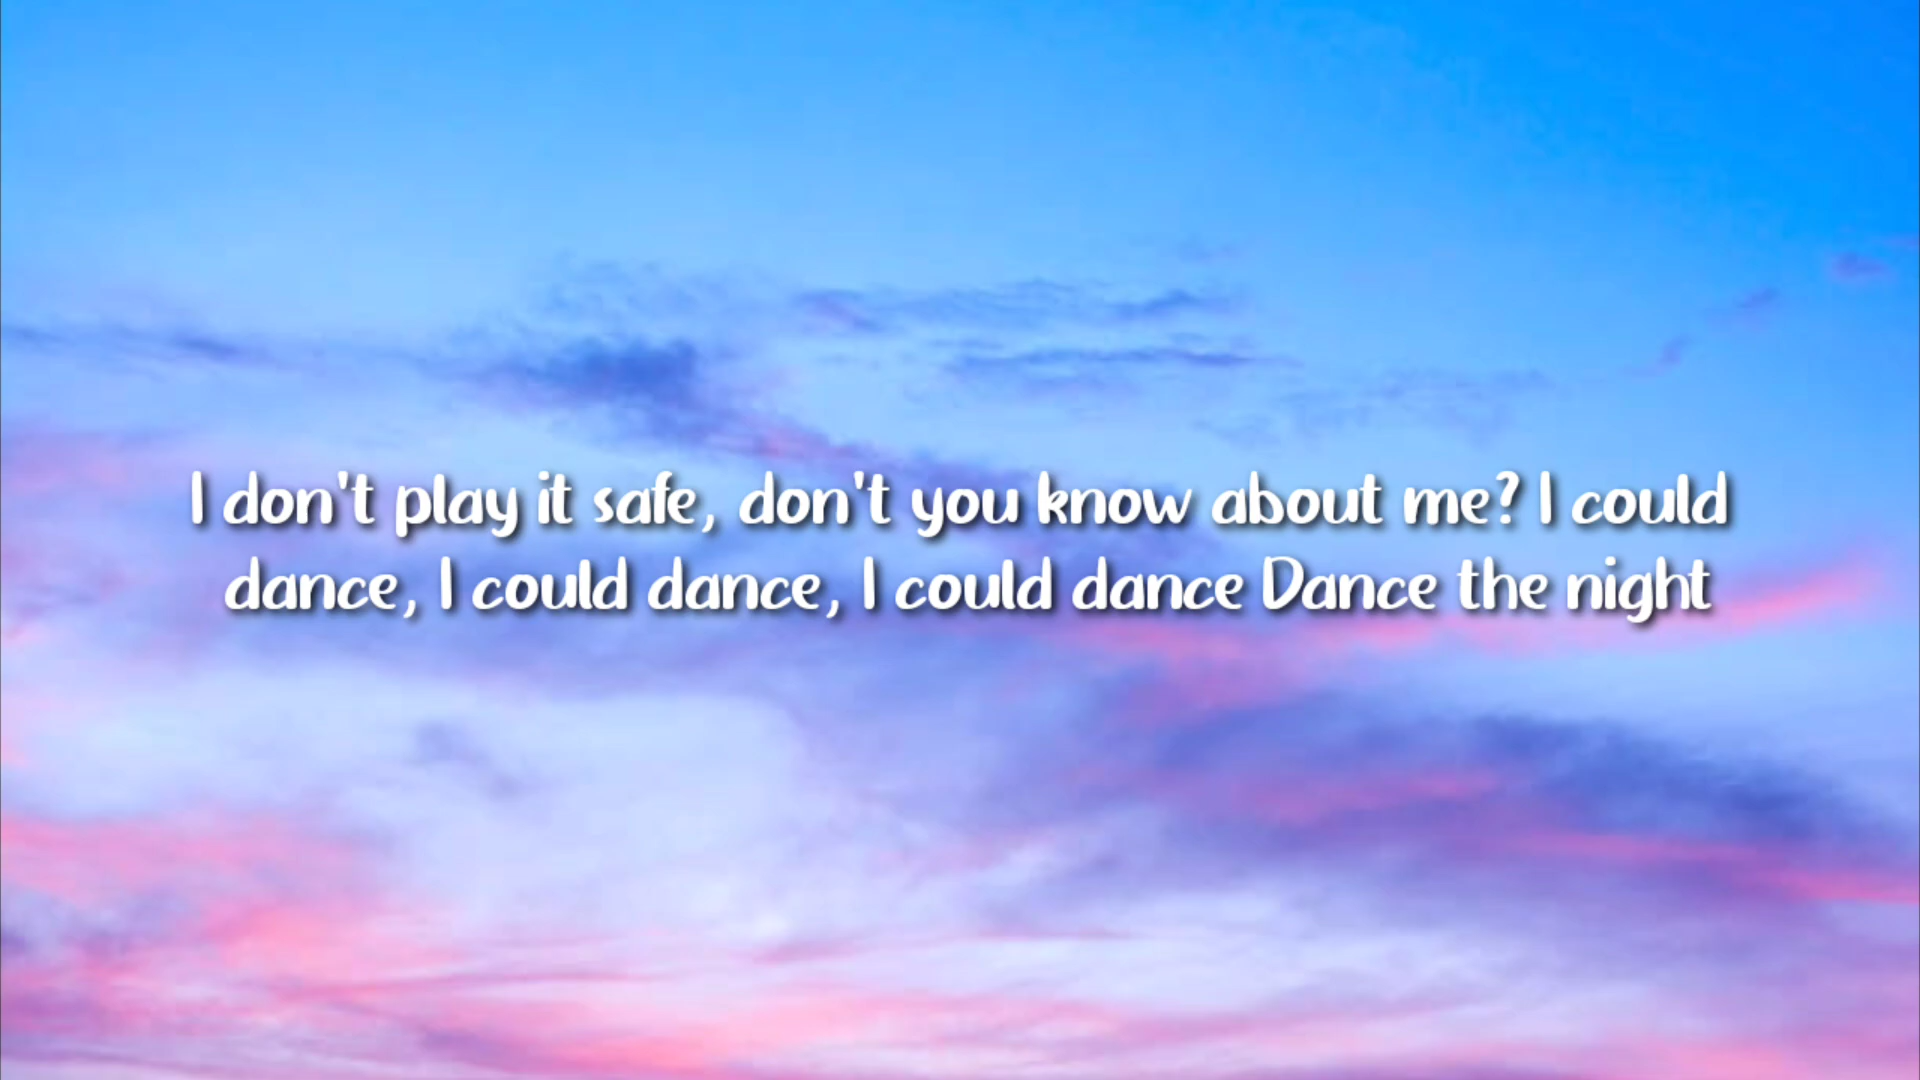 I don't play it safe, don't you know about me? I could
dance, I could dance, I could dance Dance the night